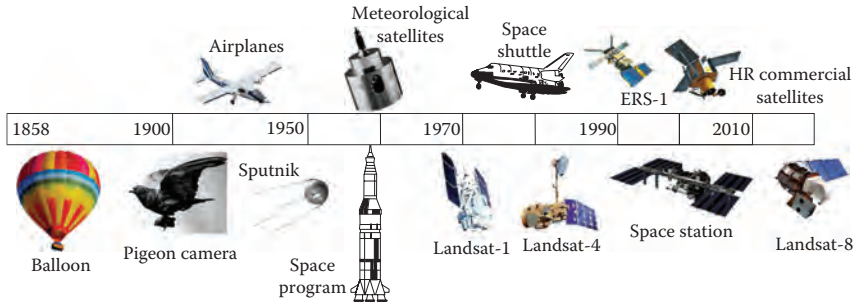 Airplanes
Meteorological
satellites
Space
shuttle
ERS-1
HR commercial
satellites
1858
1900
1950
1970
1990
2010
Balloon
Pigeon camera
Sputnik
Space
program
Landsat-1
Landsat-4
Space station
Landsat-8